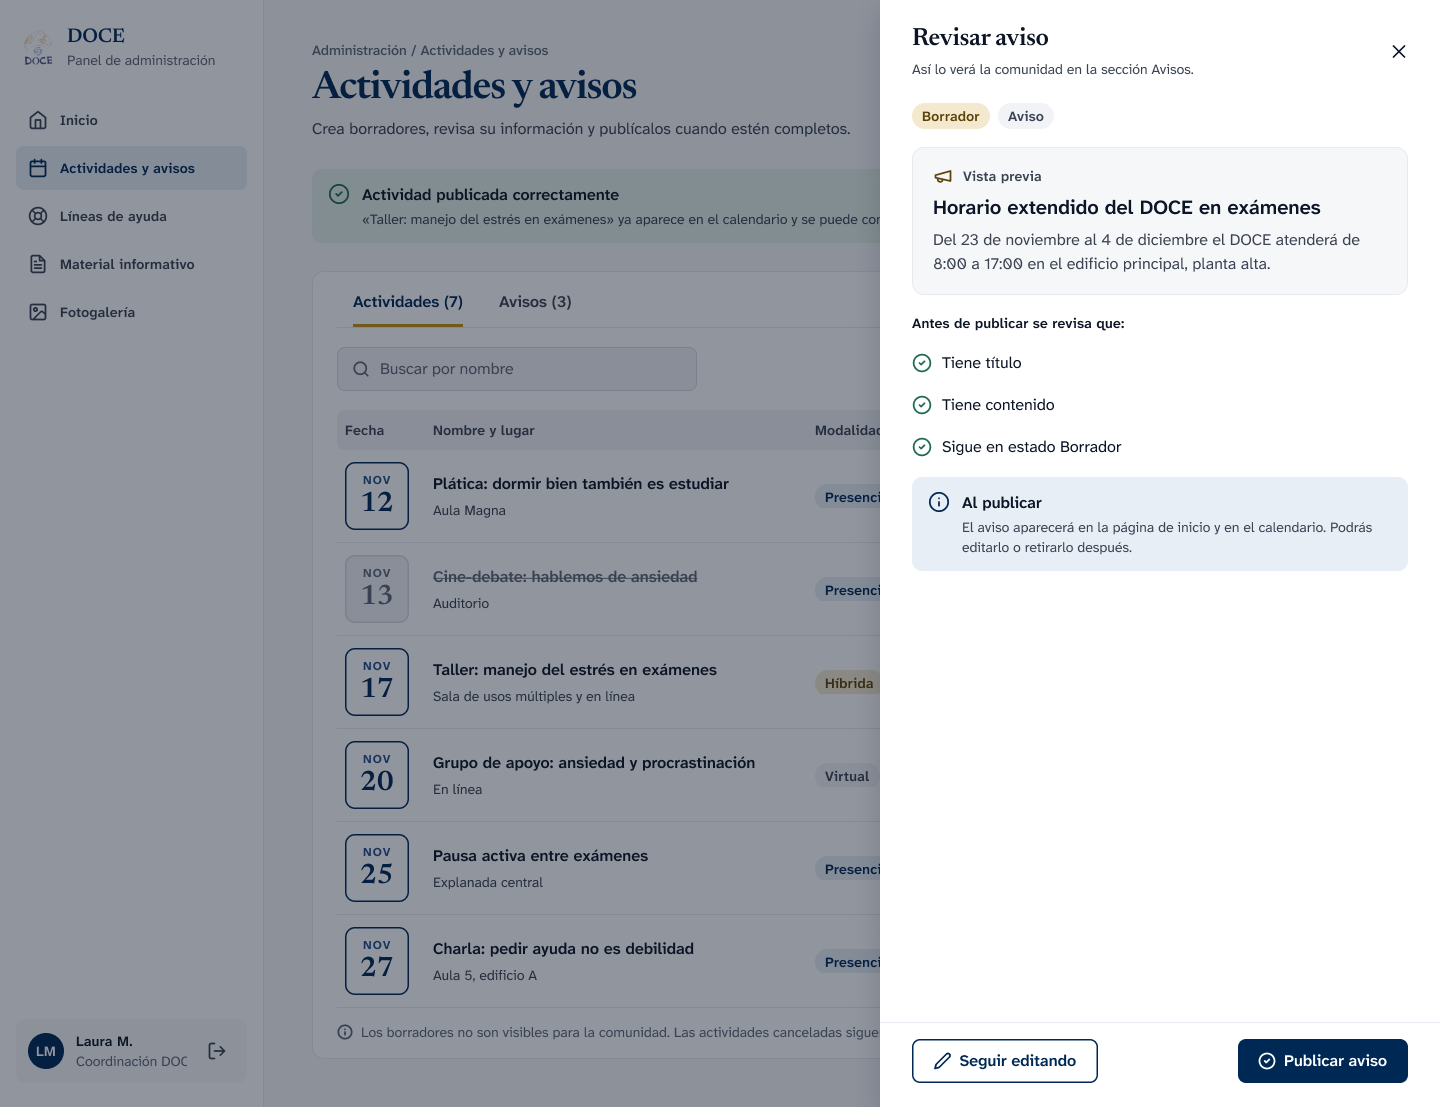 DOCE
DOCE
Panel de administración
Inicio
Actividades y avisos
Líneas de ayuda
Material informativo
Fotogalería
LM
Laura M.
Coordinación DOC
Administración / Actividades y avisos
Actividades y avisos
Crea borradores, revisa su información y publícalos cuando estén completos.
Actividad publicada correctamente
«Taller: manejo del estrés en exámenes» ya aparece en el calendario y se puede con
Actividades (7)
Avisos (3)
Buscar por nombre
Fecha
Nombre y lugar
Modalidad
NOV
12
Plática: dormir bien también es estudiar
Aula Magna
Presenci
NOV
13
Cine-debate: hablemos de ansiedad
Auditorio
Presenci
NOV
17
Taller: manejo del estrés en exámenes
Sala de usos múltiples y en línea
Híbrida
NOV
20
Grupo de apoyo: ansiedad y procrastinación
En línea
Virtual
NOV
25
Pausa activa entre exámenes
Explanada central
Presenci
NOV
27
Charla: pedir ayuda no es debilidad
Aula 5, edificio A
Presenci
Los borradores no son visibles para la comunidad. Las actividades canceladas sigue
Revisar aviso
Así lo verá la comunidad en la sección Avisos.
Borrador
Aviso
Vista previa
Horario extendido del DOCE en exámenes
Del 23 de noviembre al 4 de diciembre el DOCE atenderá de
8:00 a 17:00 en el edificio principal, planta alta.
Antes de publicar se revisa que:
Tiene título
Tiene contenido
Sigue en estado Borrador
Al publicar
El aviso aparecerá en la página de inicio y en el calendario. Podrás
editarlo o retirarlo después.
Seguir editando
Publicar aviso